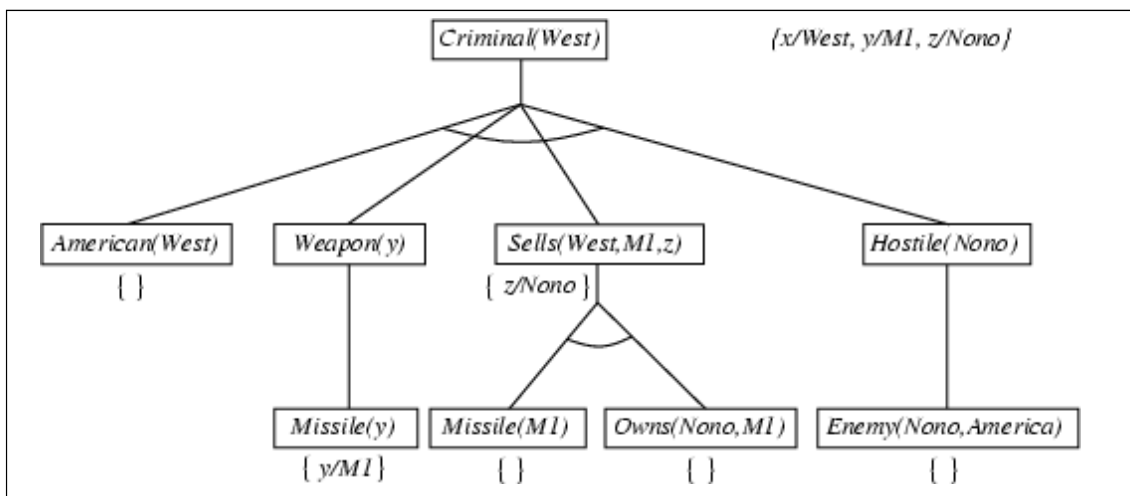 Criminal(West) {x/West, y/M1, z/Nono}
American(West) Weapon(y) Sells(West,M1,z) Hostile(Nono)
{ } { z/Nono }
Missile(y) Missile(M1) Owns(Nono,M1) Enemy(Nono,America)
{ y/M1 } { } { } { }